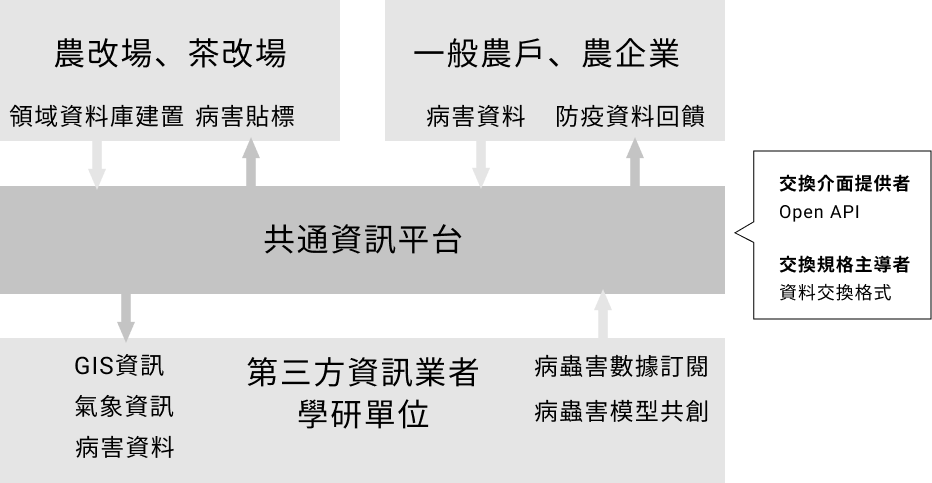 農改場、茶改場
領域資料庫建置 病害貼標
一般農戶、農企業
病害資料 防疫資料回饋
共通資訊平台
交換介面提供者
Open API
交換規格主導者
資料交換格式
GIS資訊
氣象資訊
病害資料
第三方資訊業者
學研單位
病蟲害數據訂閱
病蟲害模型共創